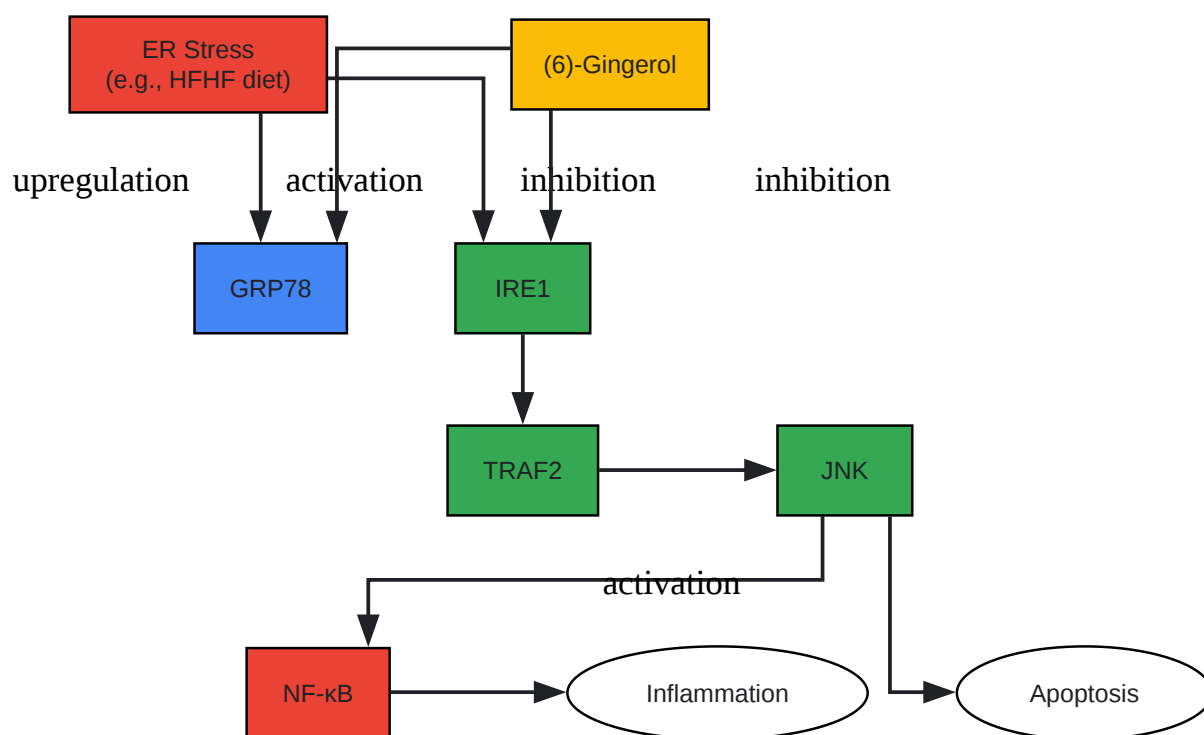 ER Stress
(e.g., HFHF diet)
(6)-Gingerol
upregulation
activation
inhibition
inhibition
GRP78
IRE1
TRAF2
JNK
activation
NF-κB
Inflammation
Apoptosis